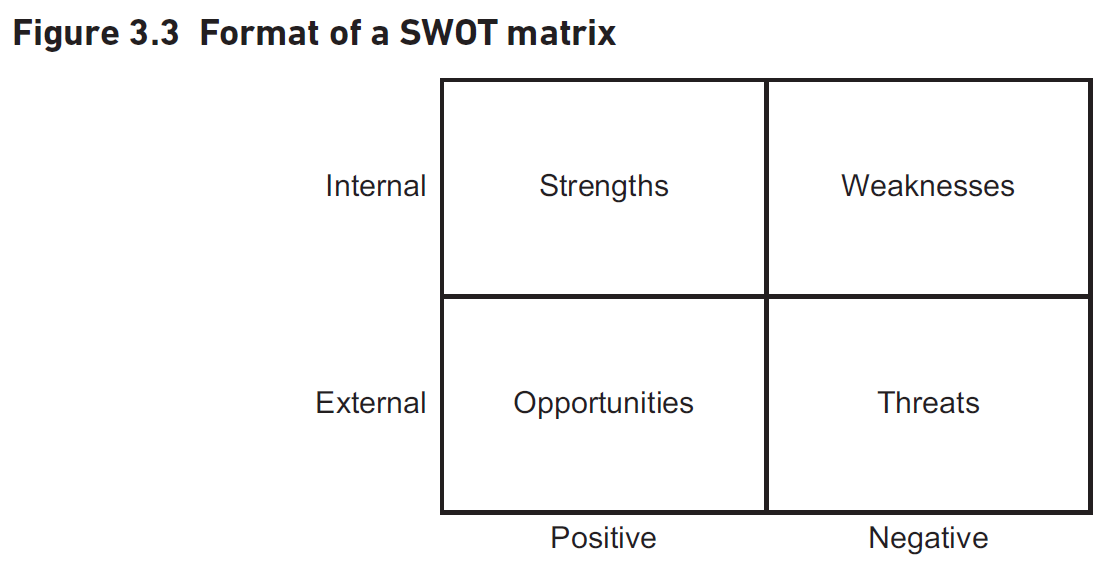 Figure 3.3 Format of a SWOT matrix
Internal Strengths Weaknesses
External Opportunities Threats
Positive Negative